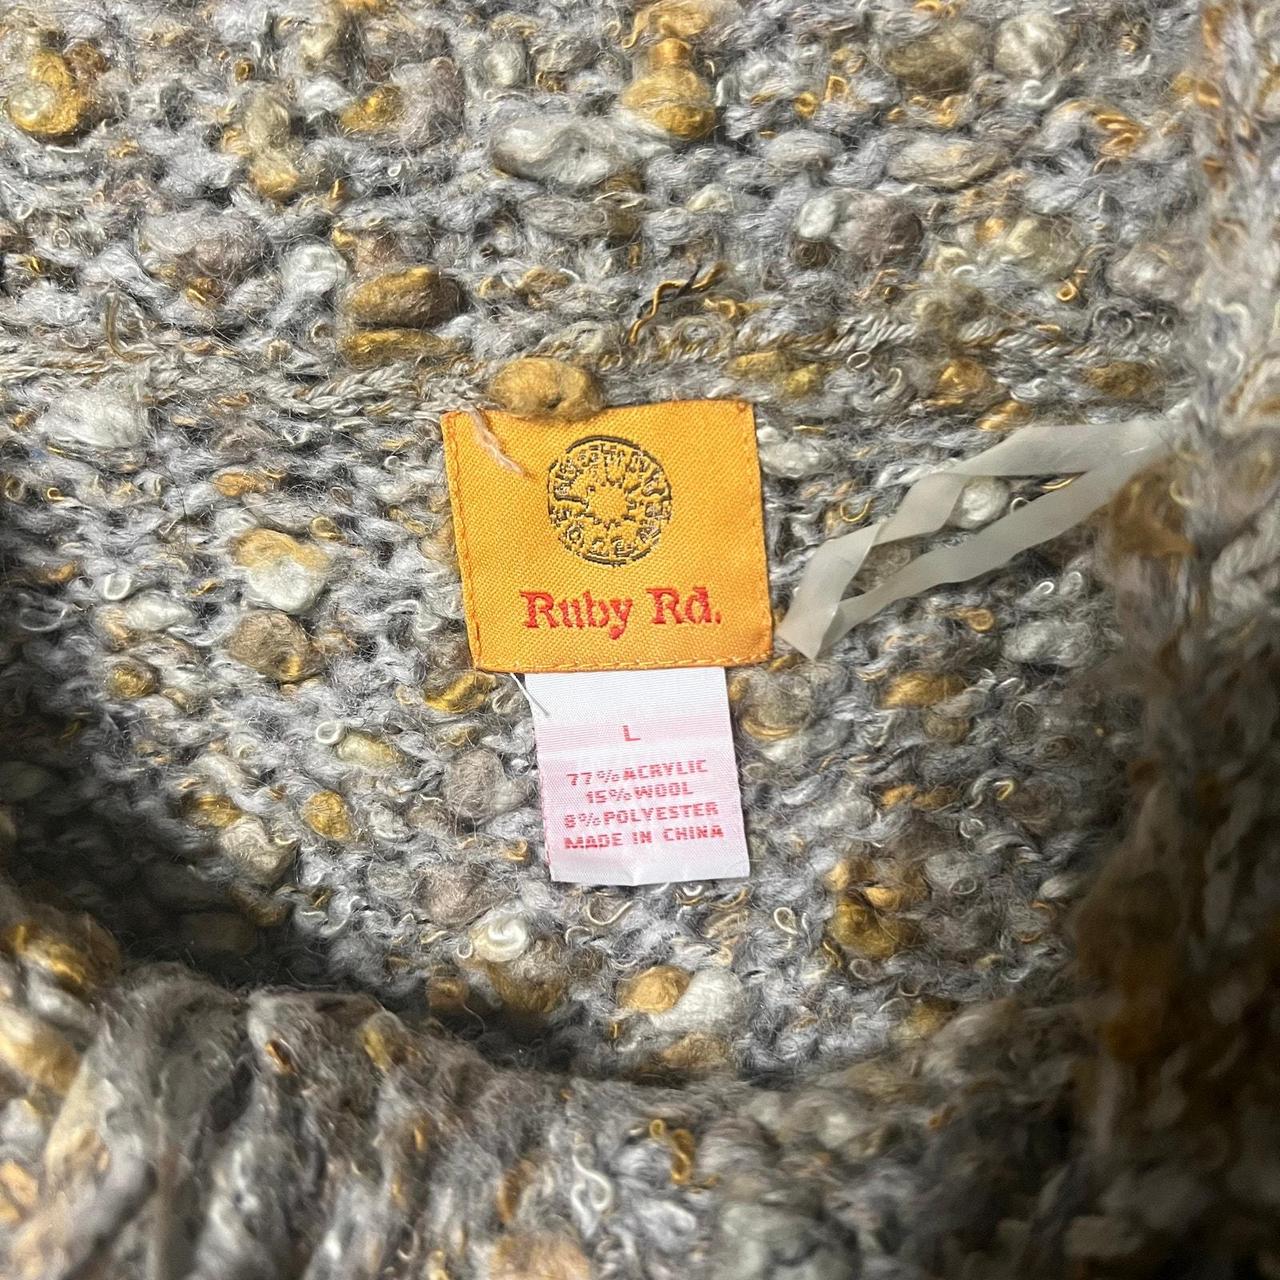 Ruby Rd.
L
77%ACRYLIC
15%WOOL
8%POLYESTER
MADE IN CHINA